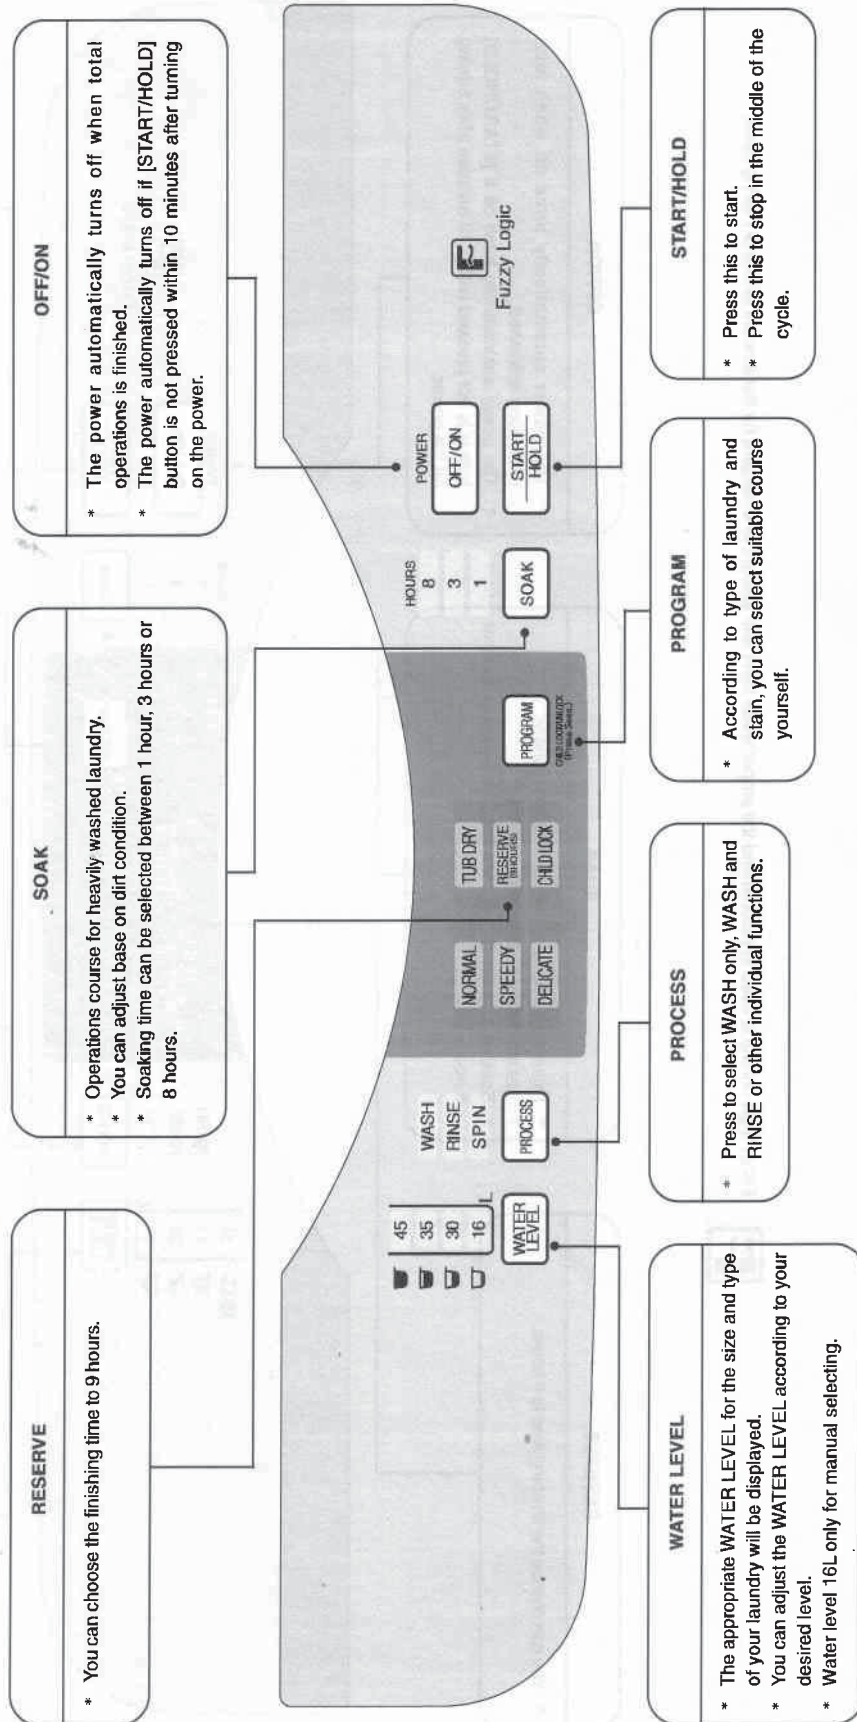 RESERVE
* You can choose the finishing time to 9 hours.
SOAK
* Operations course for heavily washed laundry.
* You can adjust base on dirt condition.
* Soaking time can be selected between 1 hour, 3 hours or
8 hours.
OFF/ON
* The power automatically turns off when total
operations is finished.
* The power automatically turns off if [START/HOLD]
button is not pressed within 10 minutes after turning
on the power.
45
35
30
16 L
WATER
LEVEL
WASH
RINSE
SPIN
PROCESS
NORMAL
SPEEDY
DELICATE
TUB DRY
RESERVE
(9HOURS)
CHILD LOCK
PROGRAM
CHILD LOCK/UNLOCK
HOURS
8
3
1
SOAK
POWER
OFF/ON
START
HOLD
Fuzzy Logic
WATER LEVEL
* The appropriate WATER LEVEL for the size and type
of your laundry will be displayed.
* You can adjust the WATER LEVEL according to your
desired level.
* Water level 16L only for manual selecting.
PROCESS
* Press to select WASH only, WASH and
RINSE or other individual functions.
PROGRAM
* According to type of laundry and
stain, you can select suitable course
yourself.
START/HOLD
* Press this to start.
* Press this to stop in the middle of the
cycle.